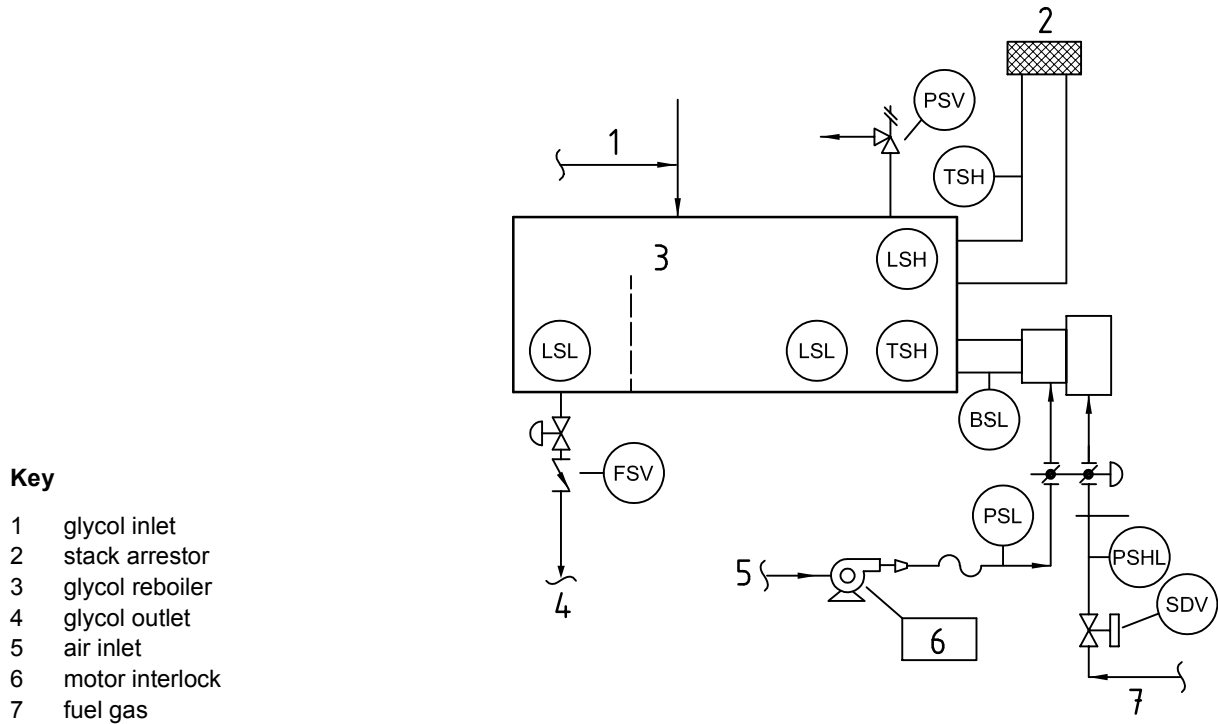 2
PSV
1
TSH
3
LSH
LSL
LSL
TSH
BSL
FSV
PSL
PSHL
5
4
6
SDV
7
Key
1 glycol inlet
2 stack arrestor
3 glycol reboiler
4 glycol outlet
5 air inlet
6 motor interlock
7 fuel gas